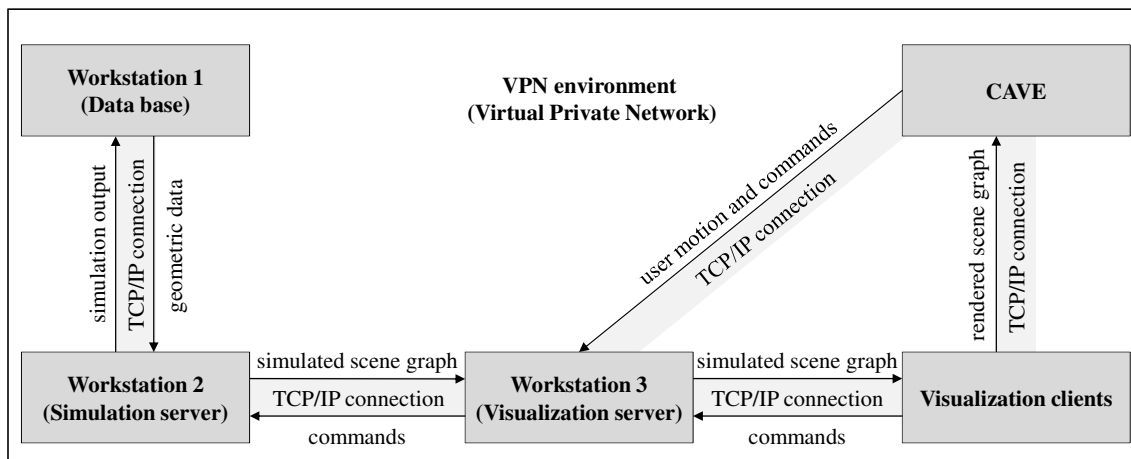 Workstation 1
(Data base)
VPN environment
(Virtual Private Network)
CAVE
simulation output
TCP/IP connection
geometric data
user motion and commands
TCP/IP connection
rendered scene graph
TCP/IP connection
Workstation 2
(Simulation server)
simulated scene graph
TCP/IP connection
commands
Workstation 3
(Visualization server)
simulated scene graph
TCP/IP connection
commands
Visualization clients